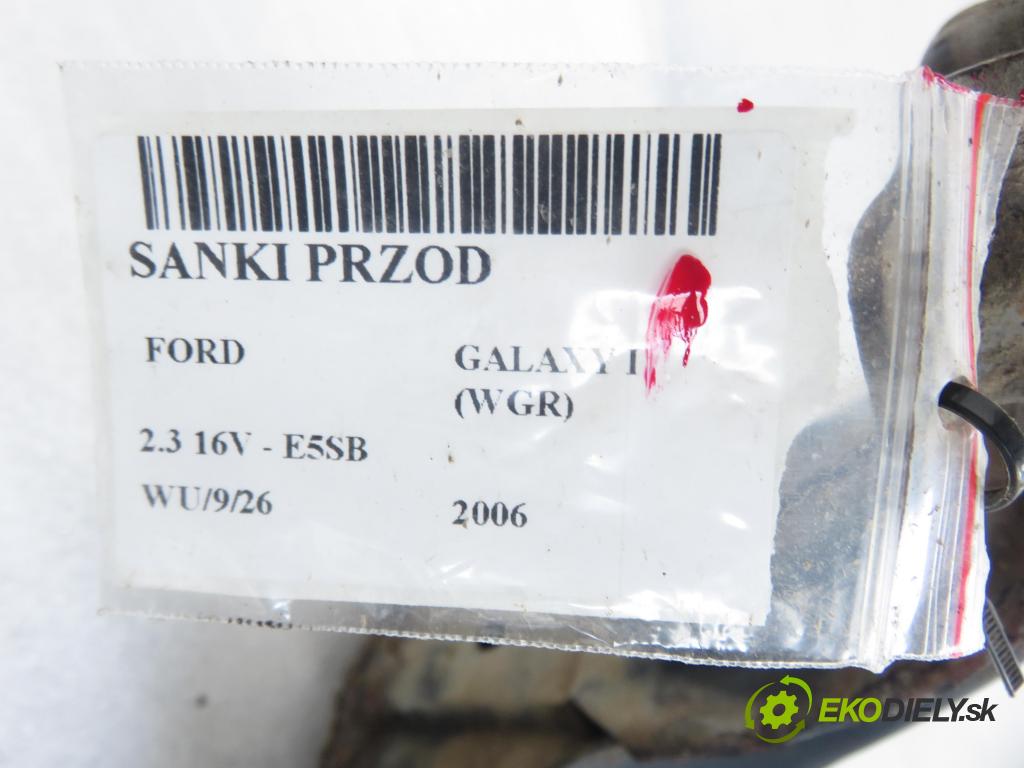 SANKI PRZOD
FORD
GALAXY I
(WGR)
2.3 16V - E5SB
WU/9/26
2006
EKODIELY.sk